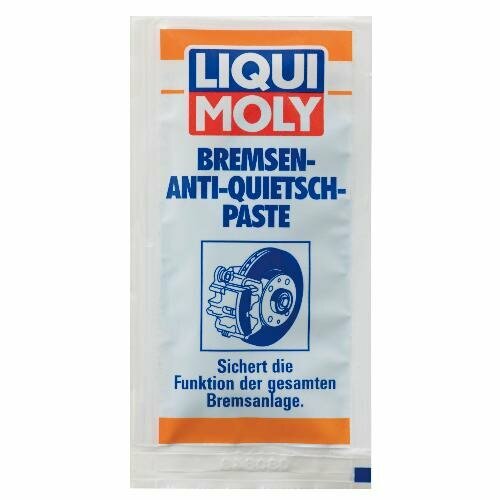 LIQUI
MOLY
BREMSEN-
ANTI-QUIETSCH-
PASTE
Sichert die
Funktion der gesamten
Bremsanlage.